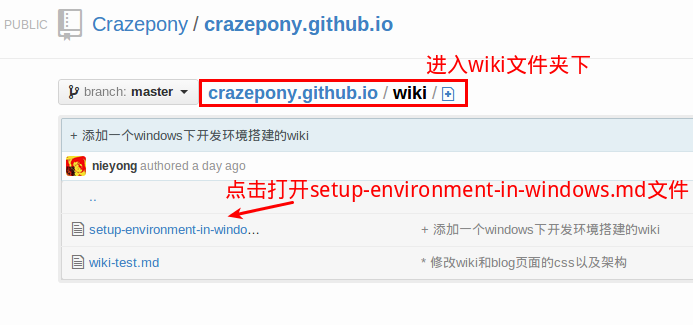 PUBLIC Crazepony / crazepony.github.io
进入wiki文件夹下
branch: master crazepony.github.io / wiki /
+ 添加一个windows下开发环境搭建的wiki
nieyong authored a day ago
点击打开setup-environment-in-windows.md文件
..
setup-environment-in-windo… + 添加一个windows下开发环境搭建的wiki
wiki-test.md * 修改wiki和blog页面的css以及架构